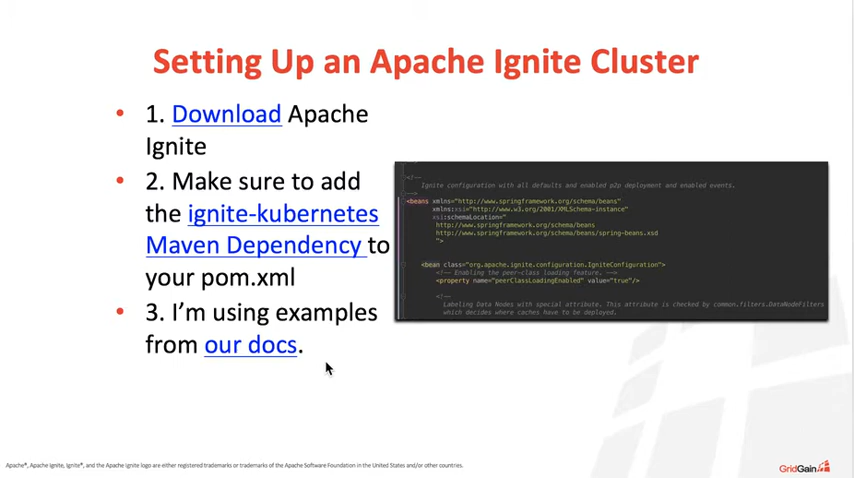 Setting Up an Apache Ignite Cluster
• 1. Download Apache
Ignite
• 2. Make sure to add
the ignite-kubernetes
Maven Dependency to
your pom.xml
• 3. I'm using examples
from our docs.
<!--
Ignite configuration with all defaults and enabled p2p deployment and enabled events.
-->
<beans xmlns="http://www.springframework.org/schema/beans"
xmlns:xsi="http://www.w3.org/2001/XMLSchema-instance"
xsi:schemaLocation="
http://www.springframework.org/schema/beans
http://www.springframework.org/schema/beans/spring-beans.xsd
">
<bean class="org.apache.ignite.configuration.IgniteConfiguration">
<!-- Enabling the peer-class loading feature. -->
<property name="peerClassLoadingEnabled" value="true"/>
<!--
Labeling Data Nodes with special attribute. This attribute is checked by common.filters.DataNodeFilters
which decides where caches have to be deployed.
Apache®, Apache Ignite, Ignite®, and the Apache Ignite logo are either registered trademarks or trademarks of the Apache Software Foundation in the United States and/or other countries.
GridGain